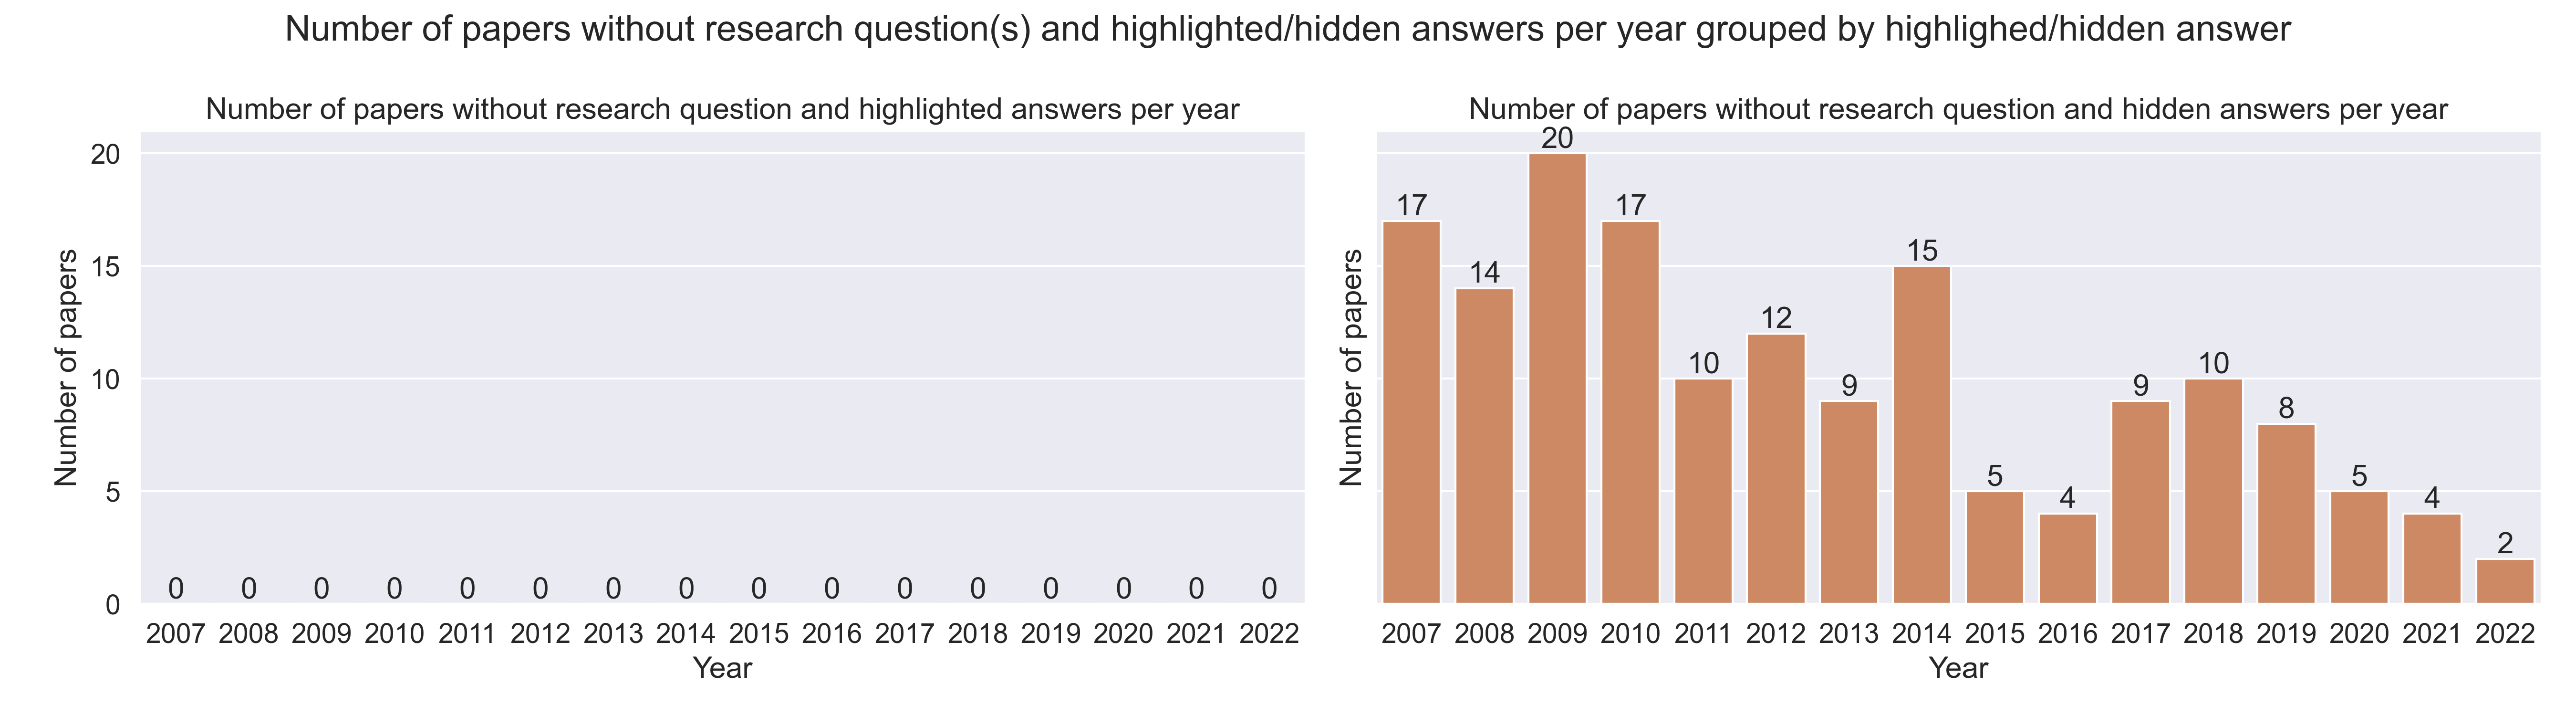 Number of papers without research question(s) and highlighted/hidden answers per year grouped by highlighed/hidden answer
Number of papers without research question and highlighted answers per year
Number of papers
20
15
10
5
0
0 0 0 0 0 0 0 0 0 0 0 0 0 0 0 0
2007 2008 2009 2010 2011 2012 2013 2014 2015 2016 2017 2018 2019 2020 2021 2022
Year
Number of papers without research question and hidden answers per year
Number of papers
17 14 20 17 10 12 9 15 5 4 9 10 8 5 4 2
2007 2008 2009 2010 2011 2012 2013 2014 2015 2016 2017 2018 2019 2020 2021 2022
Year